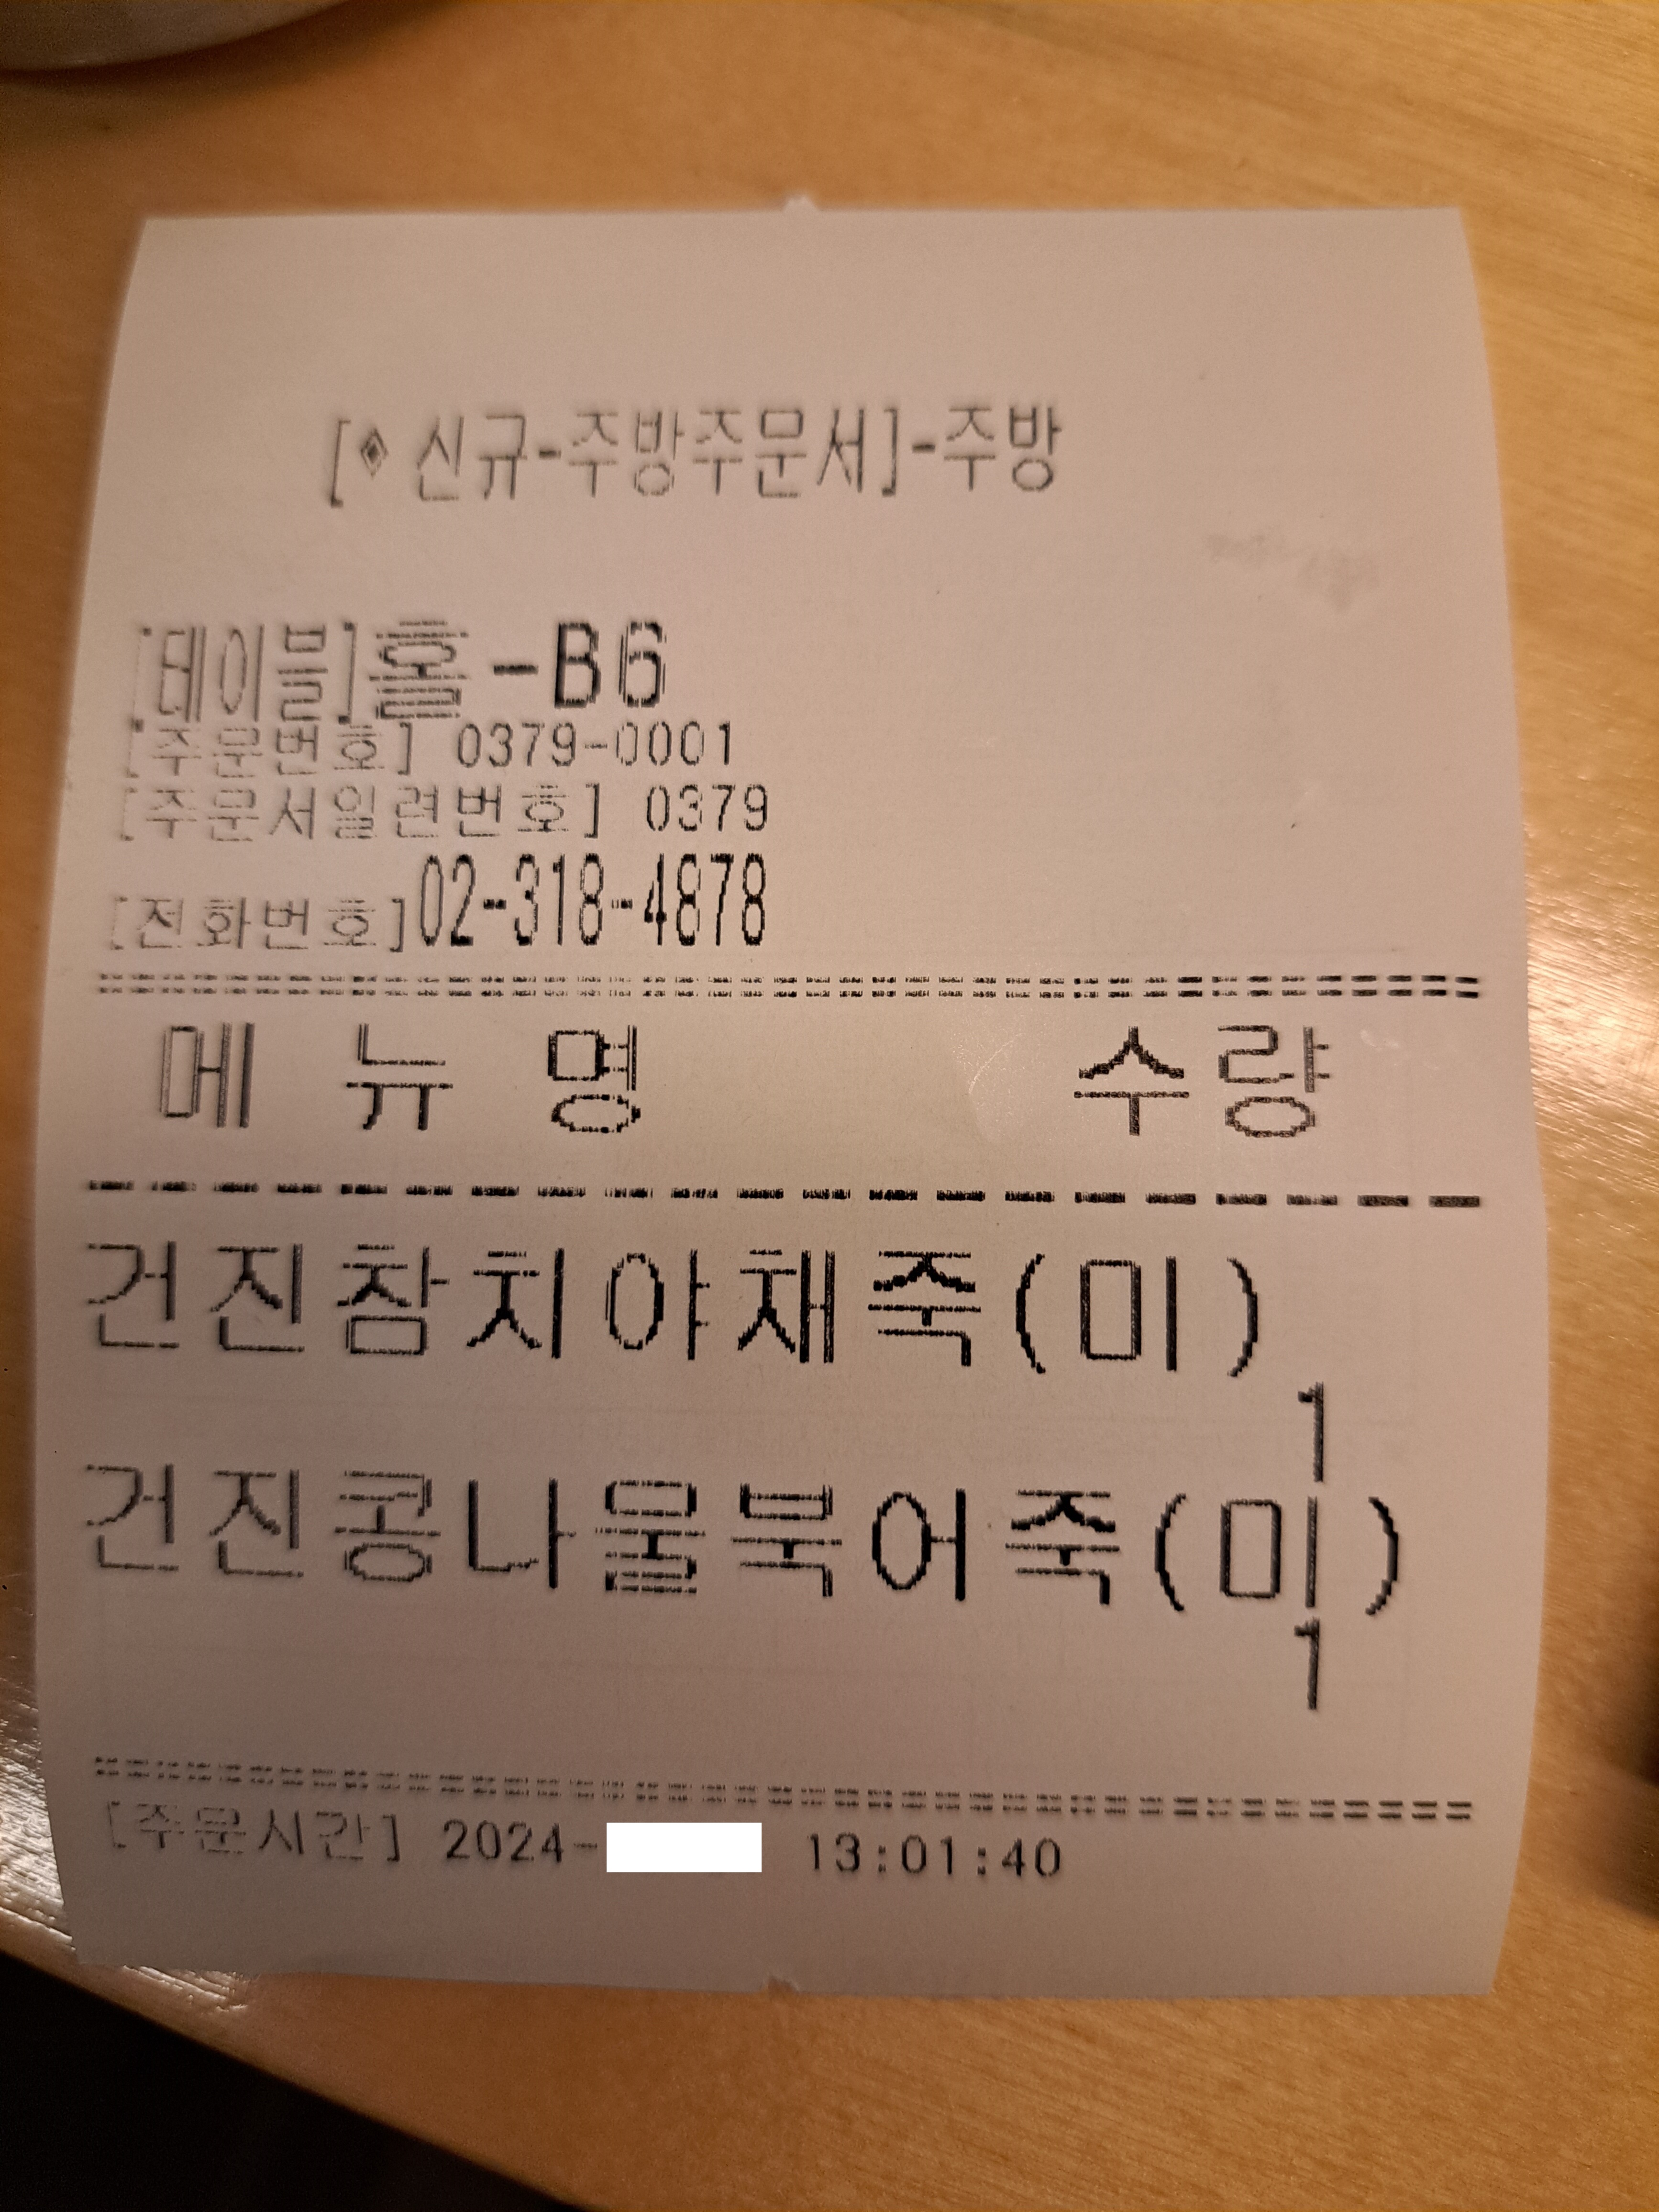 [◈ 신규-주방주문서]-주방
[테이블]홀-B6
[주문번호] 0379-0001
[주문서일련번호] 0379
[전화번호]02-318-4878
메 뉴 명 수량
건진참치야채죽(미)
1
건진콩나물북어죽(미)
1
[주문시간] 2024- 13:01:40